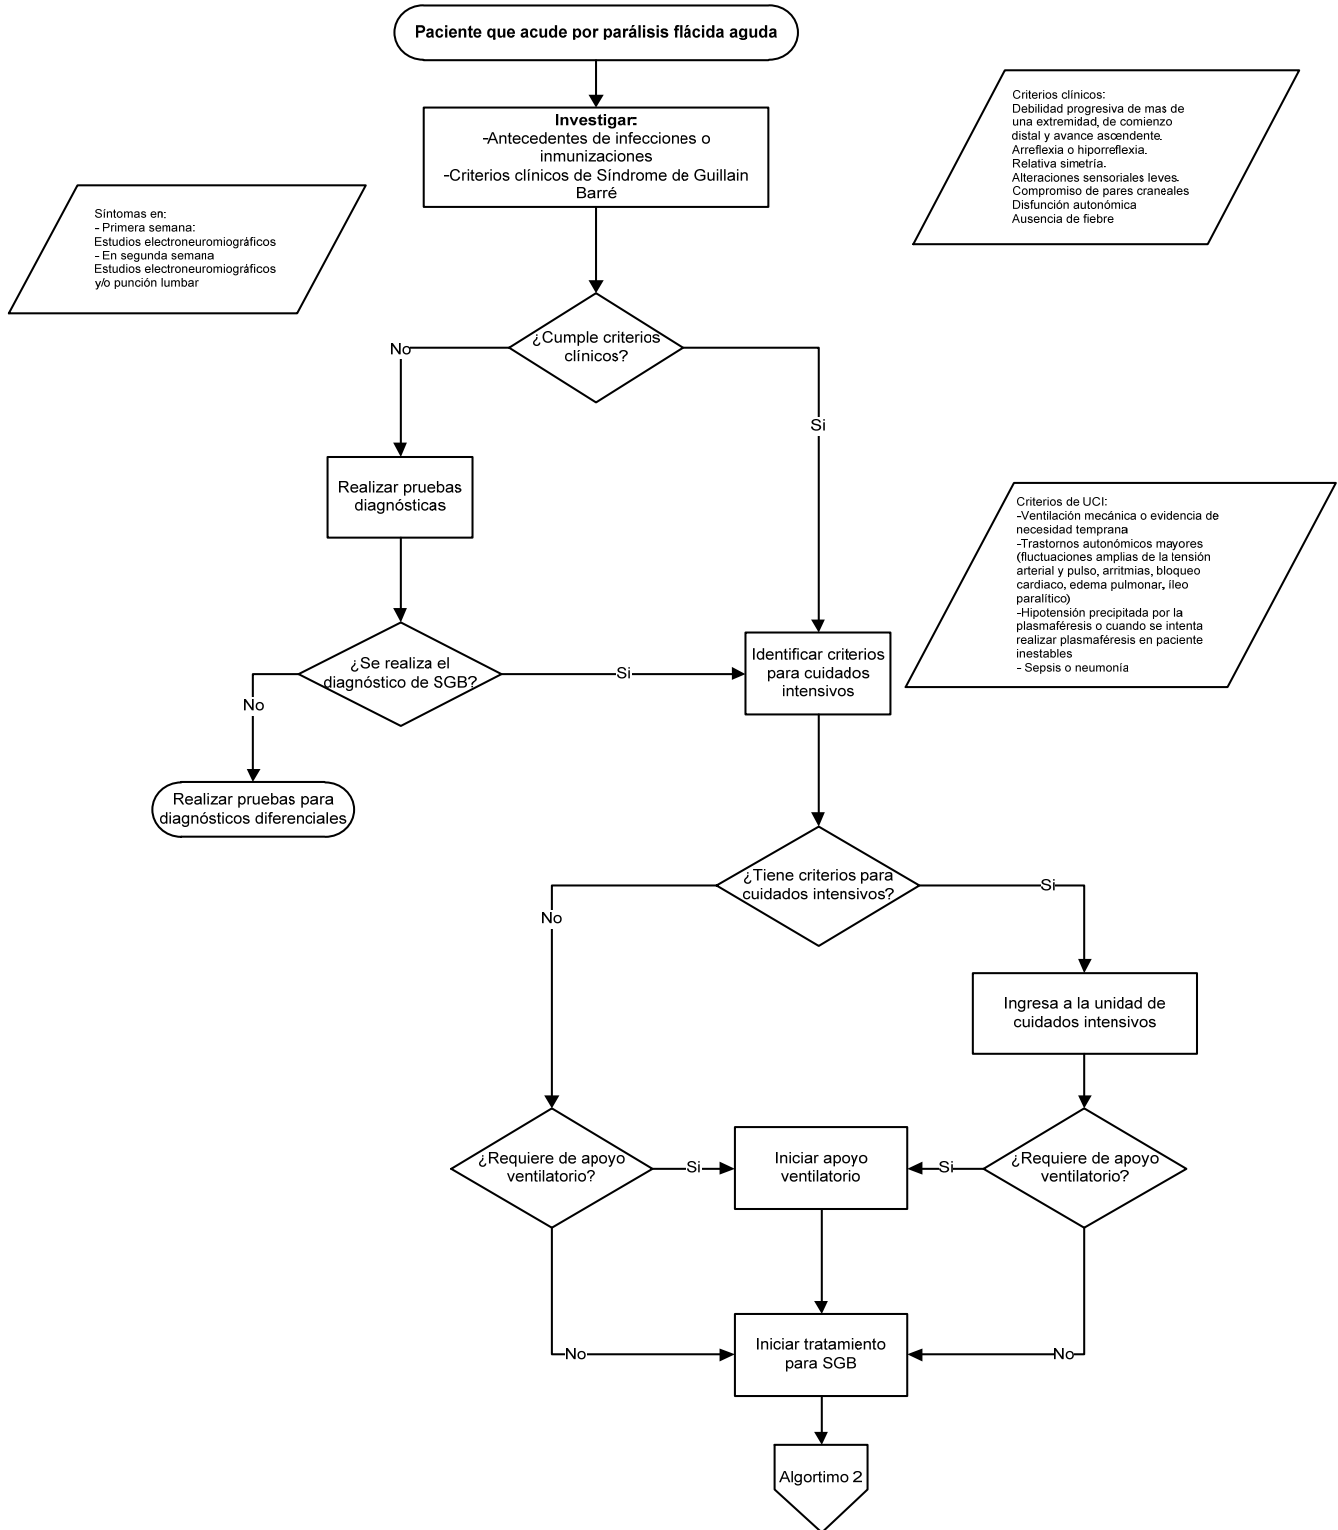 Paciente que acude por parálisis flácida aguda
Investigar:
-Antecedentes de infecciones o
inmunizaciones
-Criterios clínicos de Síndrome de Guillain
Barré
Criterios clínicos:
Debilidad progresiva de mas de
una extremidad, de comienzo
distal y avance ascendente.
Arreflexia o hiporreflexia.
Relativa simetría.
Alteraciones sensoriales leves.
Compromiso de pares craneales
Disfunción autonómica
Ausencia de fiebre
Síntomas en:
- Primera semana:
Estudios electroneuromiográficos
- En segunda semana
Estudios electroneuromiográficos
y/o punción lumbar
¿Cumple criterios
clínicos?
No
Si
Realizar pruebas
diagnósticas
Criterios de UCI:
-Ventilación mecánica o evidencia de
necesidad temprana
-Trastornos autonómicos mayores
(fluctuaciones amplias de la tensión
arterial y pulso, arritmias, bloqueo
cardiaco, edema pulmonar, íleo
paralítico)
-Hipotensión precipitada por la
plasmaféresis o cuando se intenta
realizar plasmaféresis en paciente
inestables
- Sepsis o neumonía
¿Se realiza el
diagnóstico de SGB?
Si
No
Identificar criterios
para cuidados
intensivos
Realizar pruebas para
diagnósticos diferenciales
¿Tiene criterios para
cuidados intensivos?
No
Si
Ingresa a la unidad de
cuidados intensivos
¿Requiere de apoyo
ventilatorio?
Si
Iniciar apoyo
ventilatorio
Si
¿Requiere de apoyo
ventilatorio?
No
Iniciar tratamiento
para SGB
No
Algortimo 2